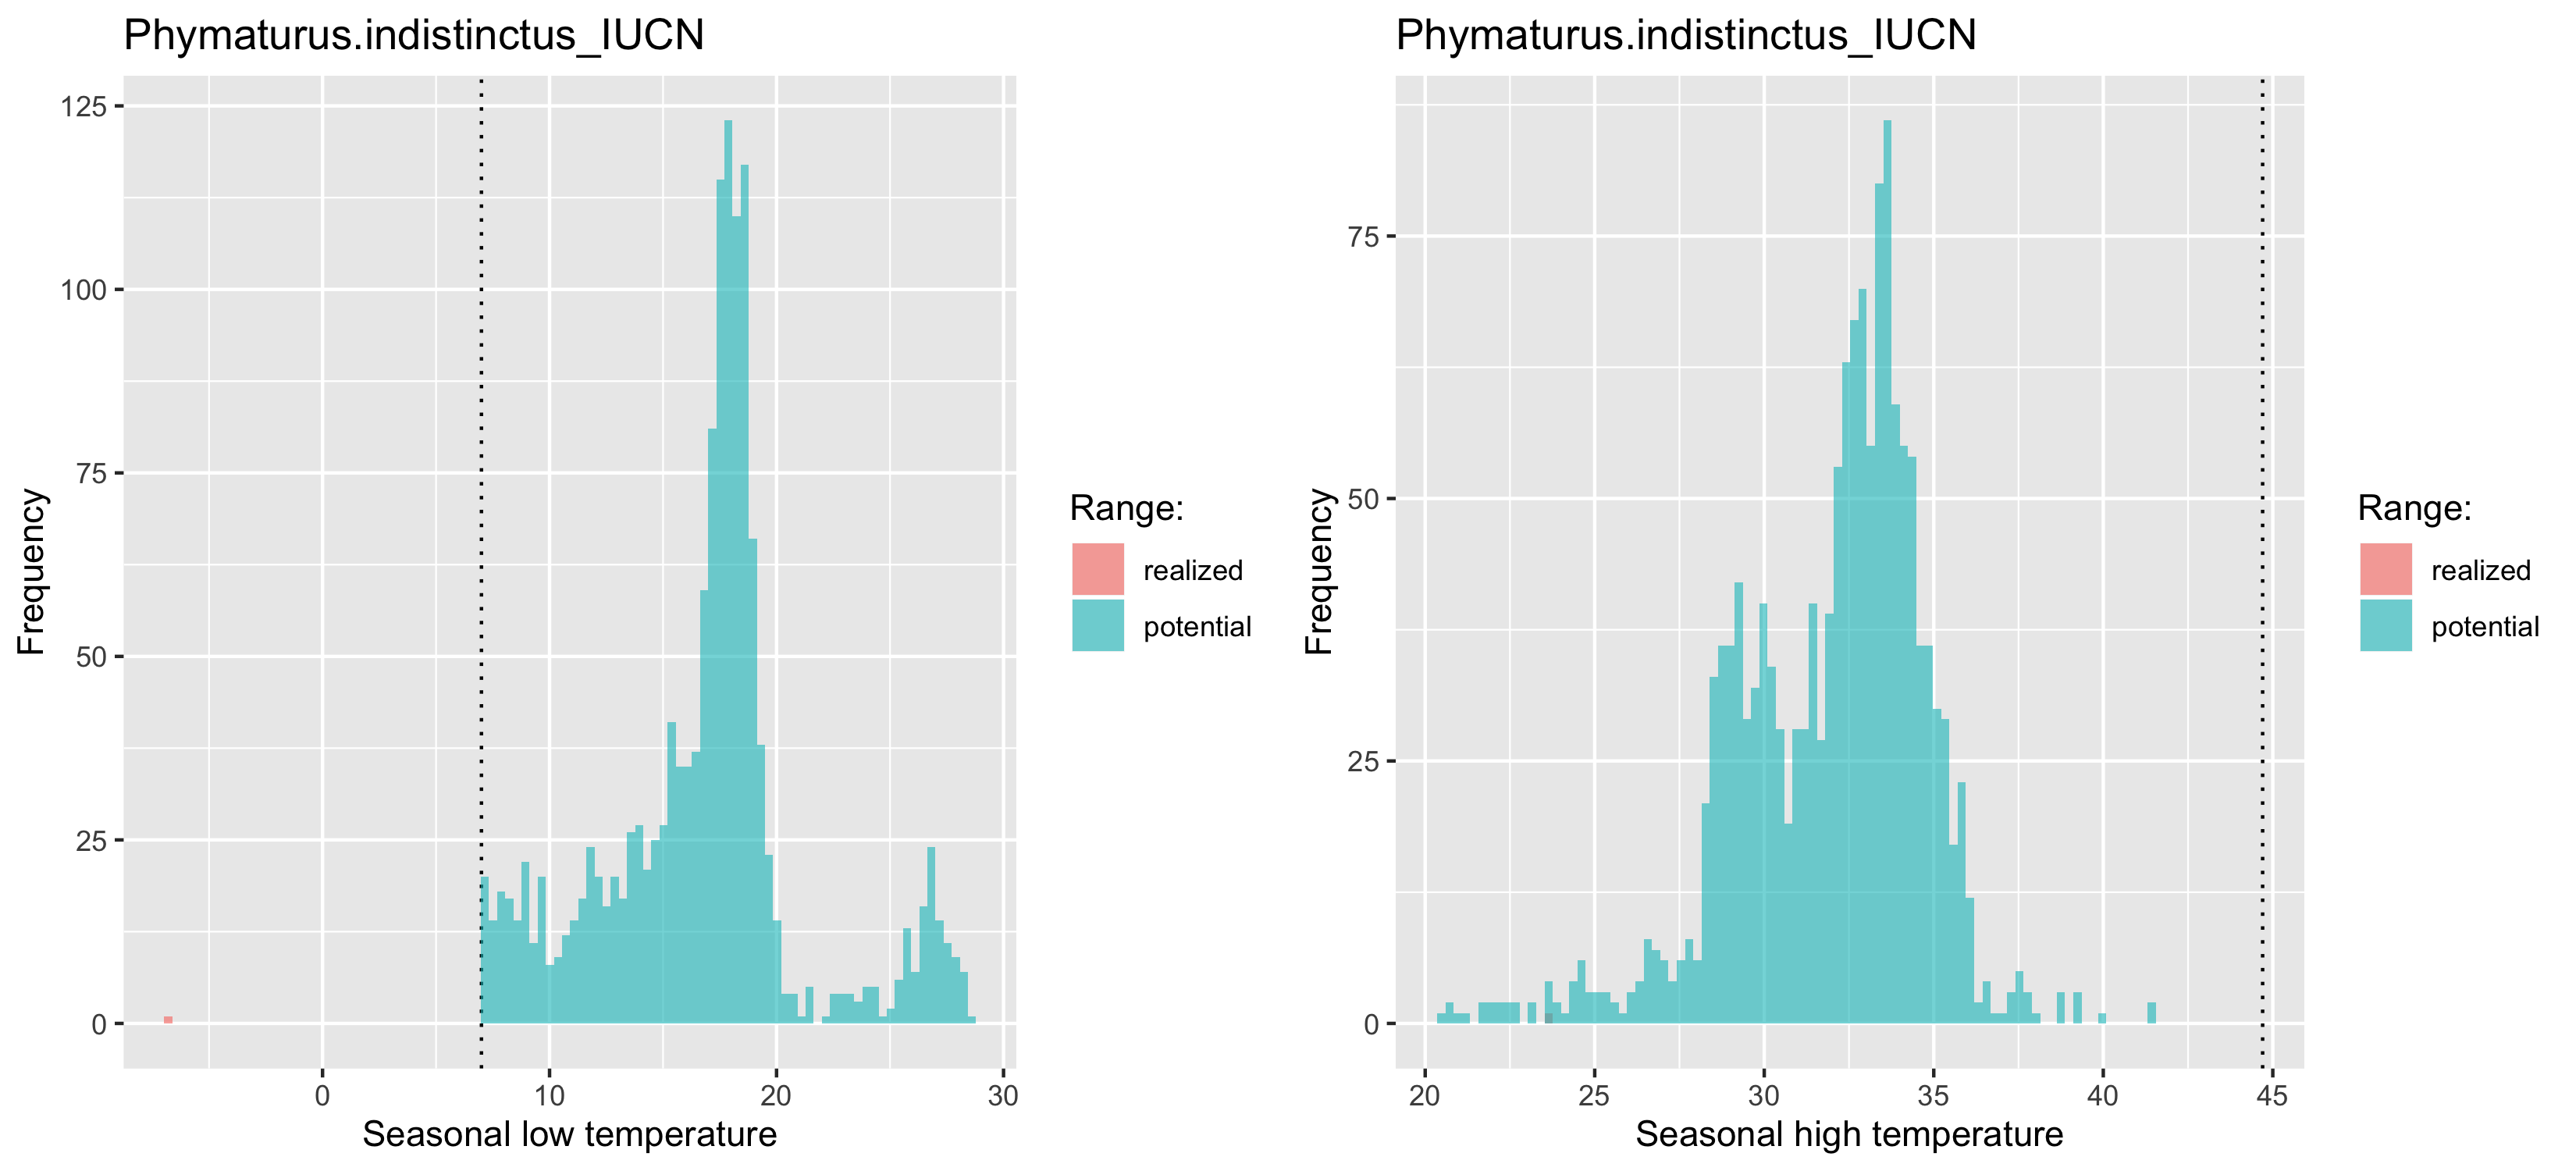 Phymaturus.indistinctus_IUCN
125
100
75
50
25
0
Frequency
0
10
20
30
Seasonal low temperature
Range:
realized
potential
Phymaturus.indistinctus_IUCN
75
50
25
0
Frequency
20
25
30
35
40
45
Seasonal high temperature
Range:
realized
potential